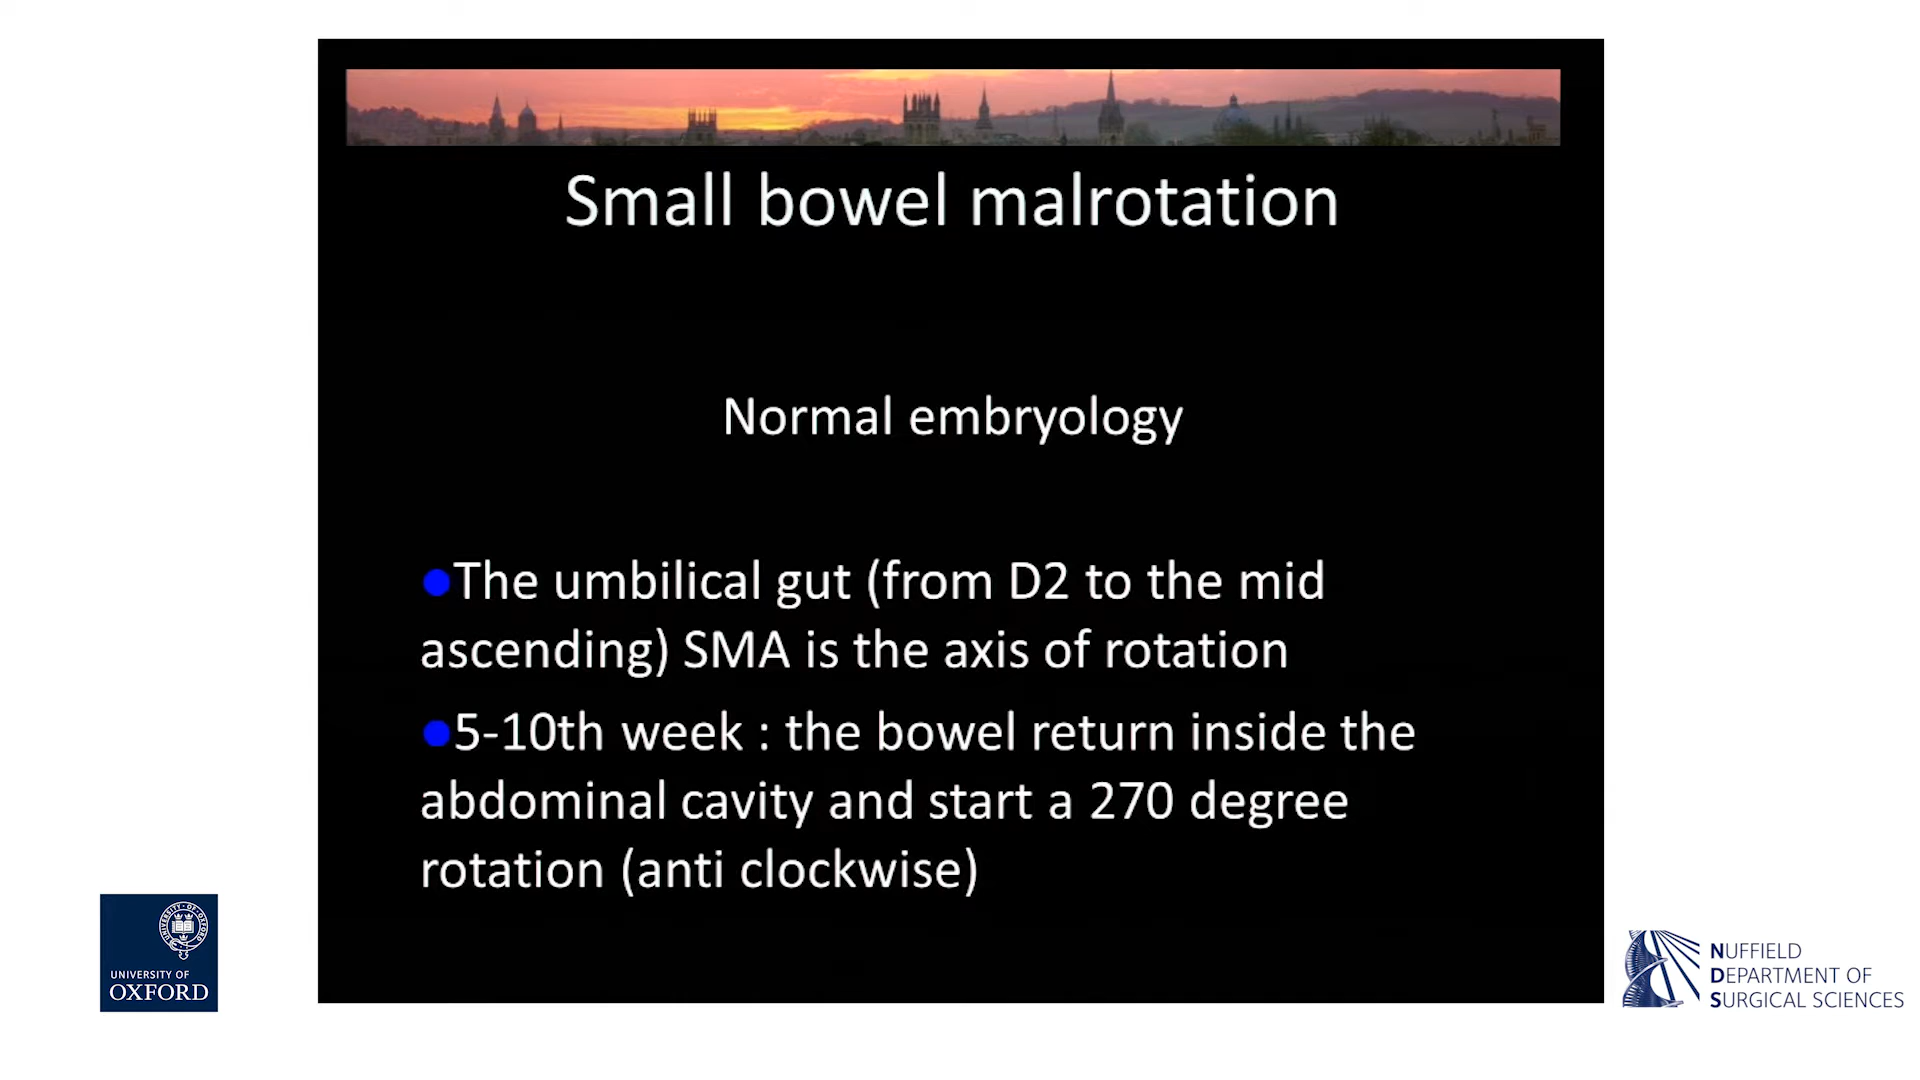 Small bowel malrotation
Normal embryology
●The umbilical gut (from D2 to the mid
ascending) SMA is the axis of rotation
●5-10th week : the bowel return inside the
abdominal cavity and start a 270 degree
rotation (anti clockwise)
UNIVERSITY OF
OXFORD
NUFFIELD
DEPARTMENT OF
SURGICAL SCIENCES